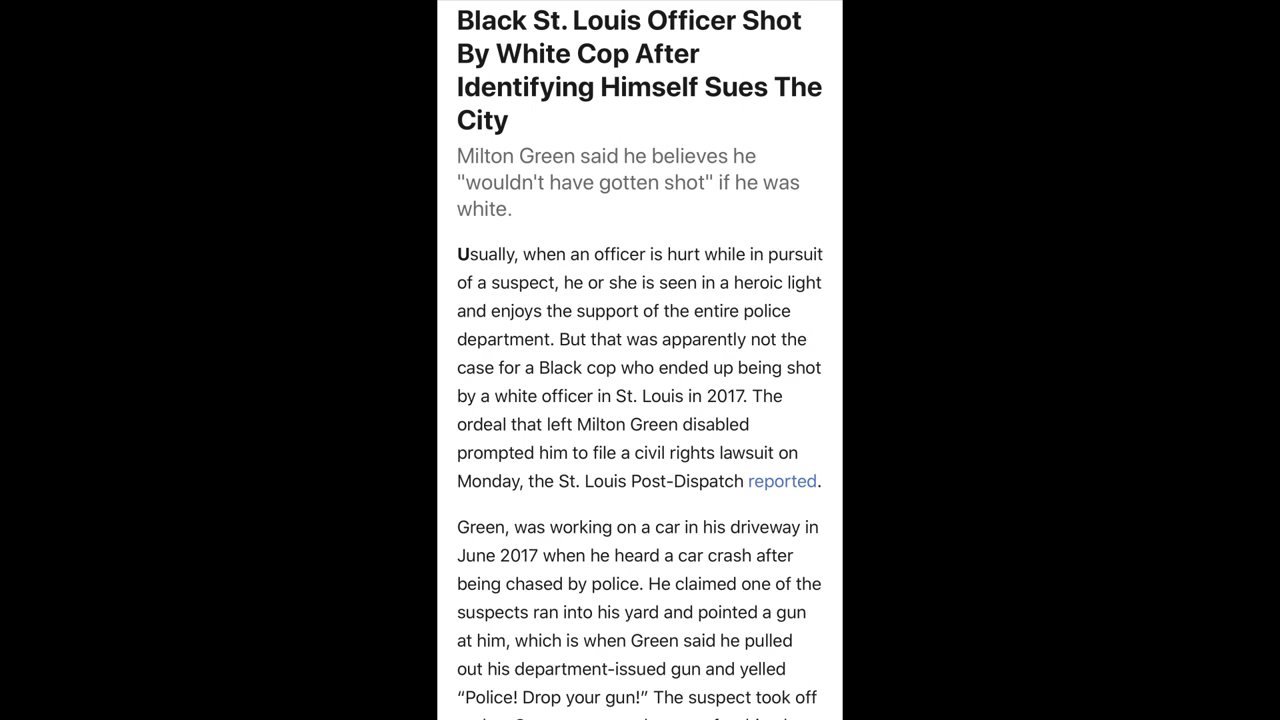 Black St. Louis Officer Shot
By White Cop After
Identifying Himself Sues The
City
Milton Green said he believes he
"wouldn't have gotten shot" if he was
white.
Usually, when an officer is hurt while in pursuit
of a suspect, he or she is seen in a heroic light
and enjoys the support of the entire police
department. But that was apparently not the
case for a Black cop who ended up being shot
by a white officer in St. Louis in 2017. The
ordeal that left Milton Green disabled
prompted him to file a civil rights lawsuit on
Monday, the St. Louis Post-Dispatch reported.
Green, was working on a car in his driveway in
June 2017 when he heard a car crash after
being chased by police. He claimed one of the
suspects ran into his yard and pointed a gun
at him, which is when Green said he pulled
out his department-issued gun and yelled
“Police! Drop your gun!” The suspect took off